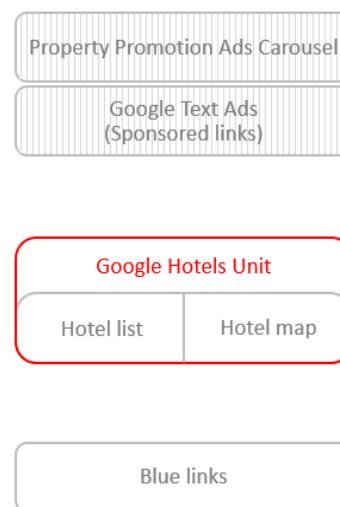 Property Promotion Ads Carousel
Google Text Ads
(Sponsored links)
Google Hotels Unit
Hotel list
Hotel map
Blue links